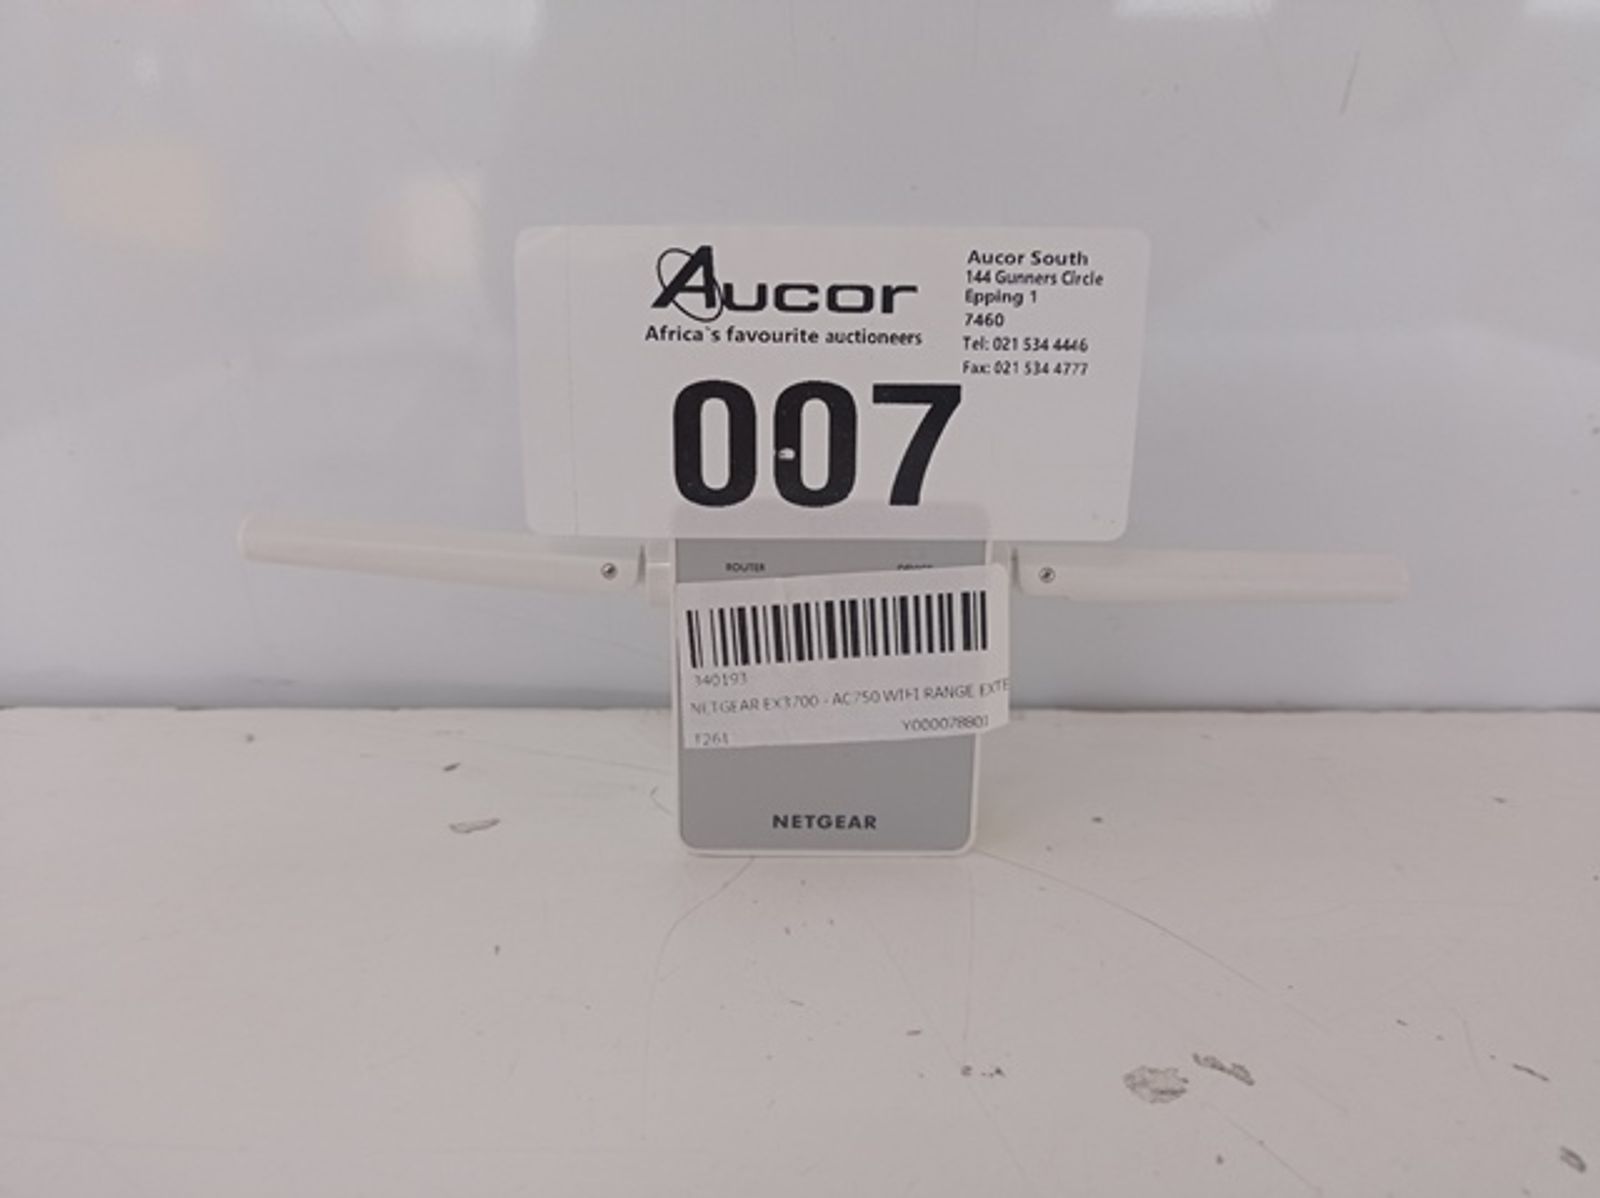 Aucor
Africa's favourite auctioneers
Aucor South
144 Gunners Circle
Epping 1
7460
Tel: 021 534 4446
Fax: 021 534 4777
007
ROUTER
340193
NETGEAR EX3700 - AC750 WIFI RANGE EXTE
Y000078801
NETGEAR